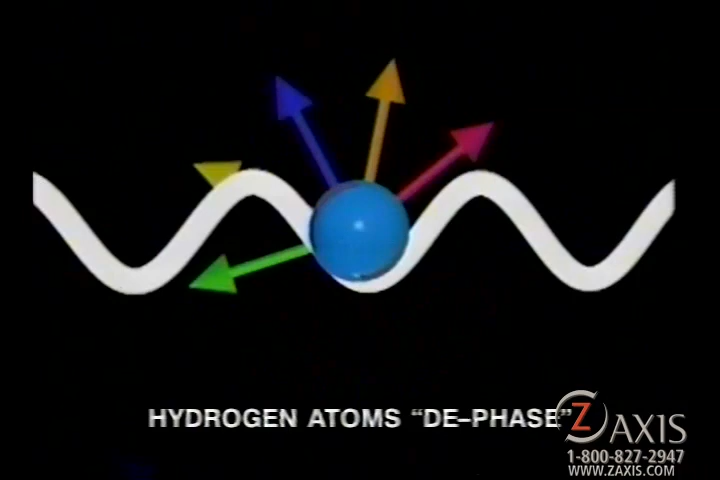 HYDROGEN ATOMS “DE–PHASE”
ZAXIS
1-800-827-2947
WWW.ZAXIS.COM